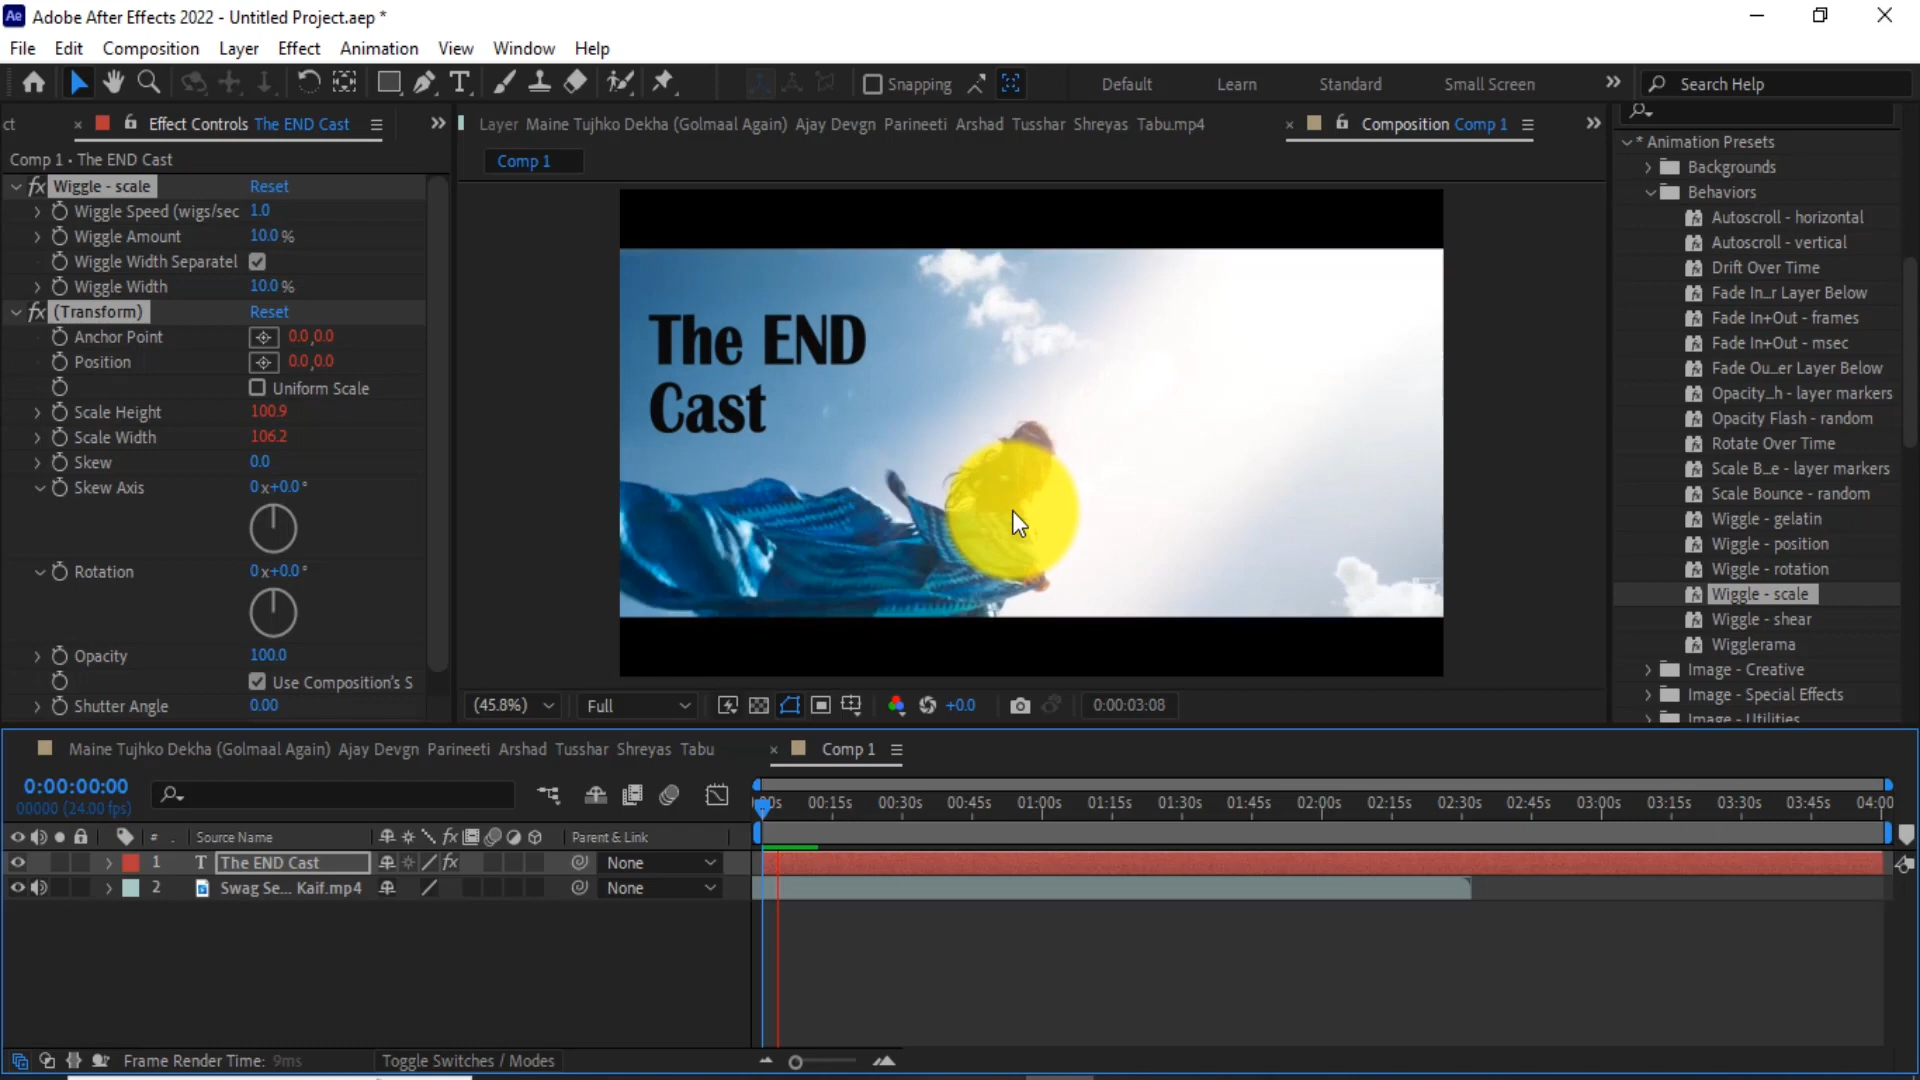 Ae Adobe After Effects 2022 - Untitled Project.aep *
File Edit Composition Layer Effect Animation View Window Help
Snapping Default Learn Standard Small Screen Search Help
ct Effect Controls The END Cast
Layer Maine Tujhko Dekha (Golmaal Again) Ajay Devgn Parineeti Arshad Tusshar Shreyas Tabu.mp4
Composition Comp 1
Comp 1 • The END Cast
Comp 1
fx Wiggle - scale Reset
Wiggle Speed (wigs/sec 1.0
Wiggle Amount 10.0 %
Wiggle Width Separatel
Wiggle Width 10.0 %
fx (Transform) Reset
Anchor Point 0.0,0.0
Position 0.0,0.0
Uniform Scale
Scale Height 100.9
Scale Width 106.2
Skew 0.0
Skew Axis 0 x+0.0 °
Rotation 0 x+0.0 °
Opacity 100.0
Use Composition's S
Shutter Angle 0.00
The END
Cast
(45.8%) Full +0.0 0:00:03:08
* Animation Presets
Backgrounds
Behaviors
Autoscroll - horizontal
Autoscroll - vertical
Drift Over Time
Fade In...r Layer Below
Fade In+Out - frames
Fade In+Out - msec
Fade Ou...er Layer Below
Opacity...h - layer markers
Opacity Flash - random
Rotate Over Time
Scale B...e - layer markers
Scale Bounce - random
Wiggle - gelatin
Wiggle - position
Wiggle - rotation
Wiggle - scale
Wiggle - shear
Wigglerama
Image - Creative
Image - Special Effects
Image - Utilities
Maine Tujhko Dekha (Golmaal Again) Ajay Devgn Parineeti Arshad Tusshar Shreyas Tabu
Comp 1
0:00:00:00
00000 (24.00 fps)
00s 00:15s 00:30s 00:45s 01:00s 01:15s 01:30s 01:45s 02:00s 02:15s 02:30s 02:45s 03:00s 03:15s 03:30s 03:45s 04:00
# . Source Name fx Parent & Link
1 T The END Cast fx None
2 Swag Se... Kaif.mp4 None
Frame Render Time: 9ms Toggle Switches / Modes